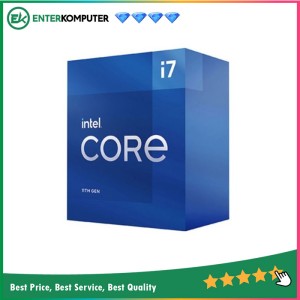 EK ENTERKOMPUTER
i7
intel
CORE
11TH GEN
Best Price, Best Service, Best Quality